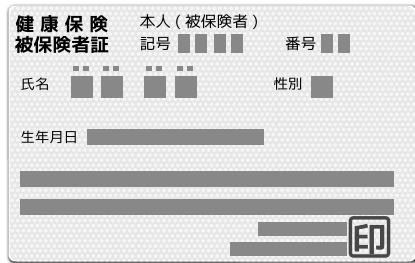 健康保険 本人(被保険者)
被保険者証 記号 番号
氏名 性別
生年月日
印